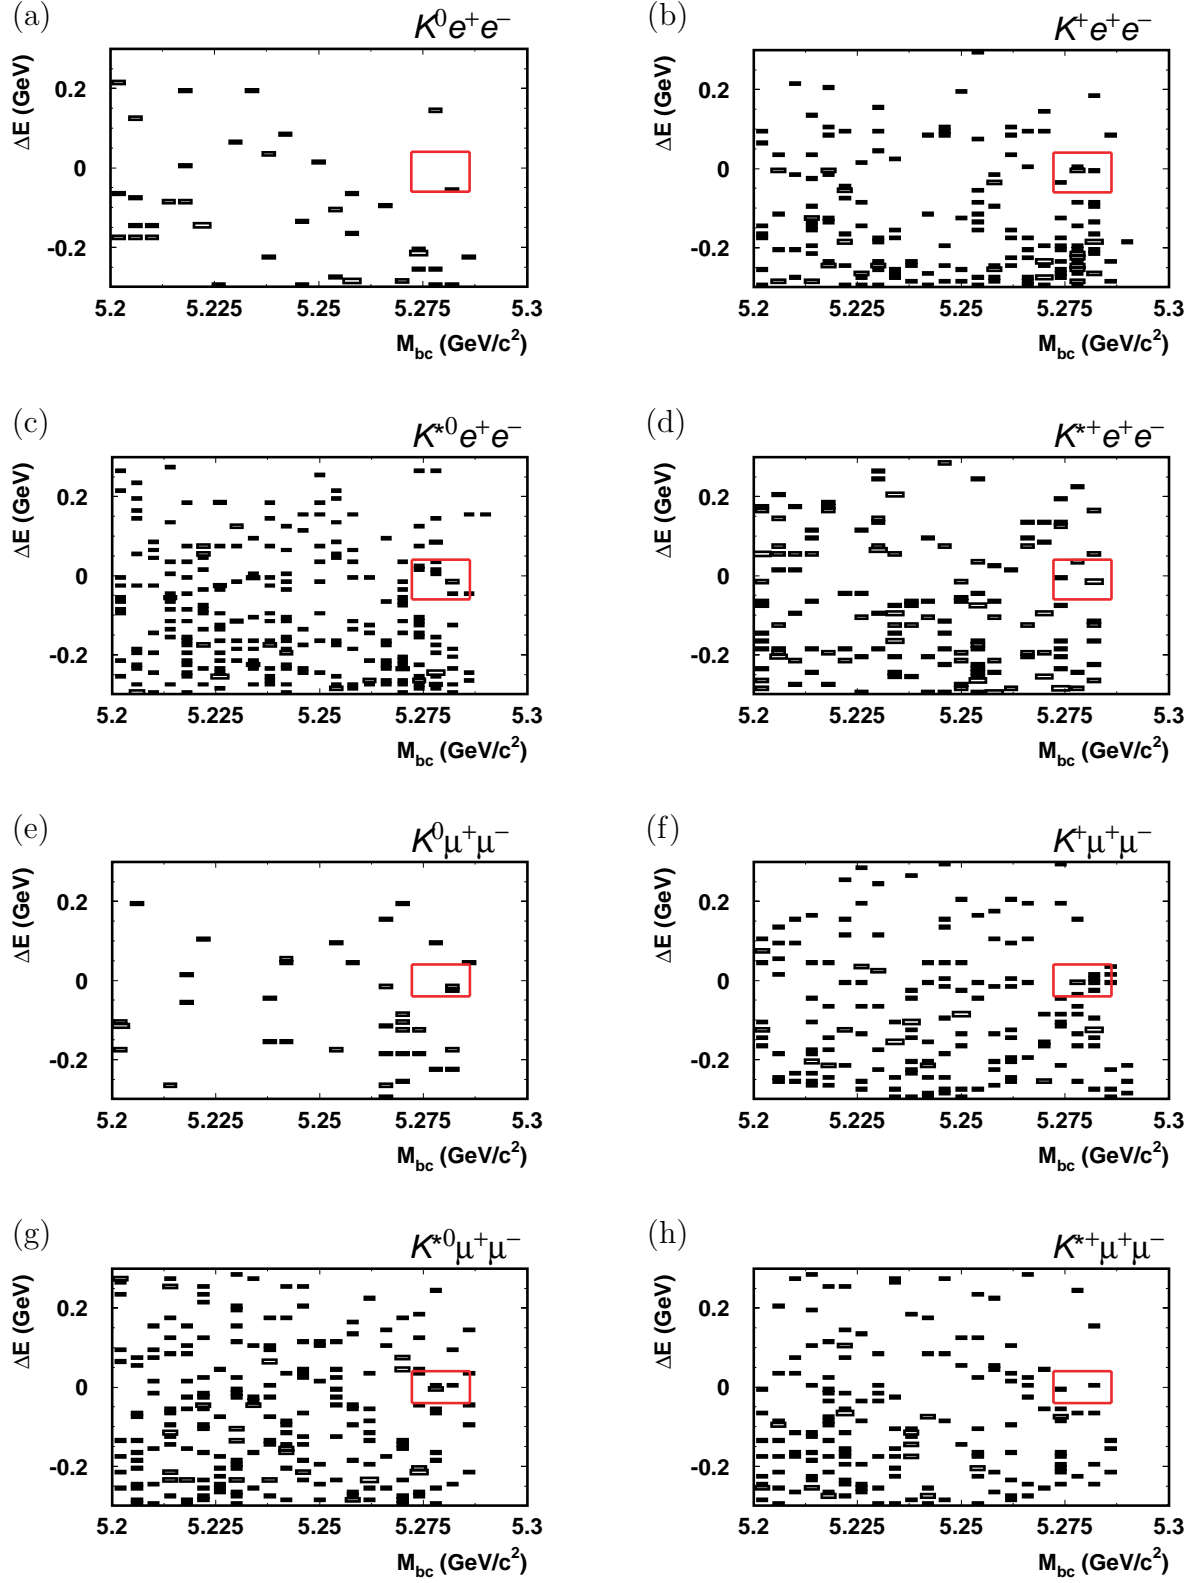 (a) K⁰e⁺e⁻
ΔE (GeV)
0.2
0
-0.2
5.2 5.225 5.25 5.275 5.3
M_bc (GeV/c²)
(b) K⁺e⁺e⁻
ΔE (GeV)
0.2
0
-0.2
5.2 5.225 5.25 5.275 5.3
M_bc (GeV/c²)
(c) K*⁰e⁺e⁻
ΔE (GeV)
0.2
0
-0.2
5.2 5.225 5.25 5.275 5.3
M_bc (GeV/c²)
(d) K*⁺e⁺e⁻
ΔE (GeV)
0.2
0
-0.2
5.2 5.225 5.25 5.275 5.3
M_bc (GeV/c²)
(e) K⁰μ⁺μ⁻
ΔE (GeV)
0.2
0
-0.2
5.2 5.225 5.25 5.275 5.3
M_bc (GeV/c²)
(f) K⁺μ⁺μ⁻
ΔE (GeV)
0.2
0
-0.2
5.2 5.225 5.25 5.275 5.3
M_bc (GeV/c²)
(g) K*⁰μ⁺μ⁻
ΔE (GeV)
0.2
0
-0.2
5.2 5.225 5.25 5.275 5.3
M_bc (GeV/c²)
(h) K*⁺μ⁺μ⁻
ΔE (GeV)
0.2
0
-0.2
5.2 5.225 5.25 5.275 5.3
M_bc (GeV/c²)